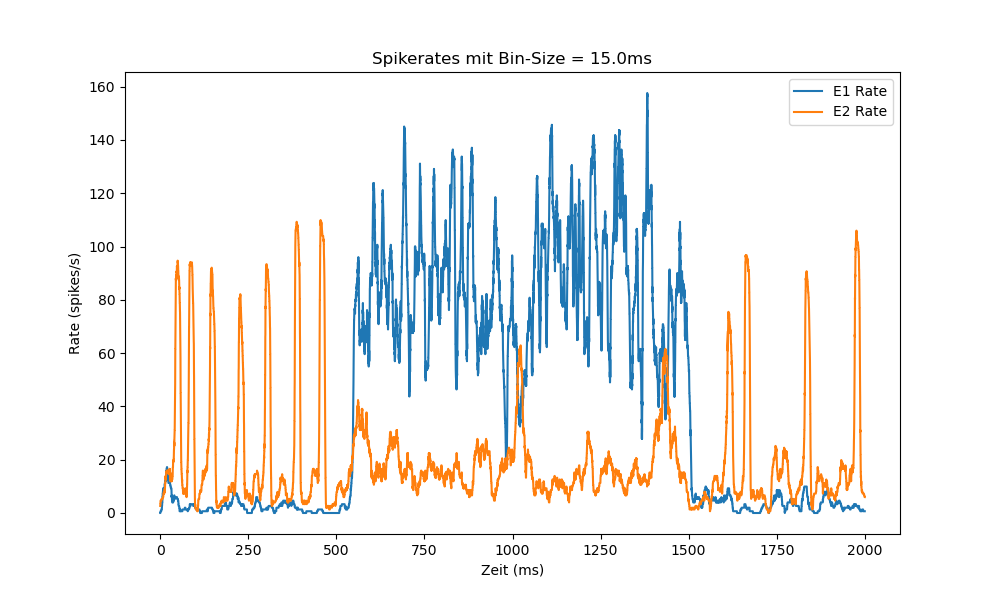 Spikerates mit Bin-Size = 15.0ms
E1 Rate
E2 Rate
160
140
120
100
80
60
40
20
0
Rate (spikes/s)
0 250 500 750 1000 1250 1500 1750 2000
Zeit (ms)